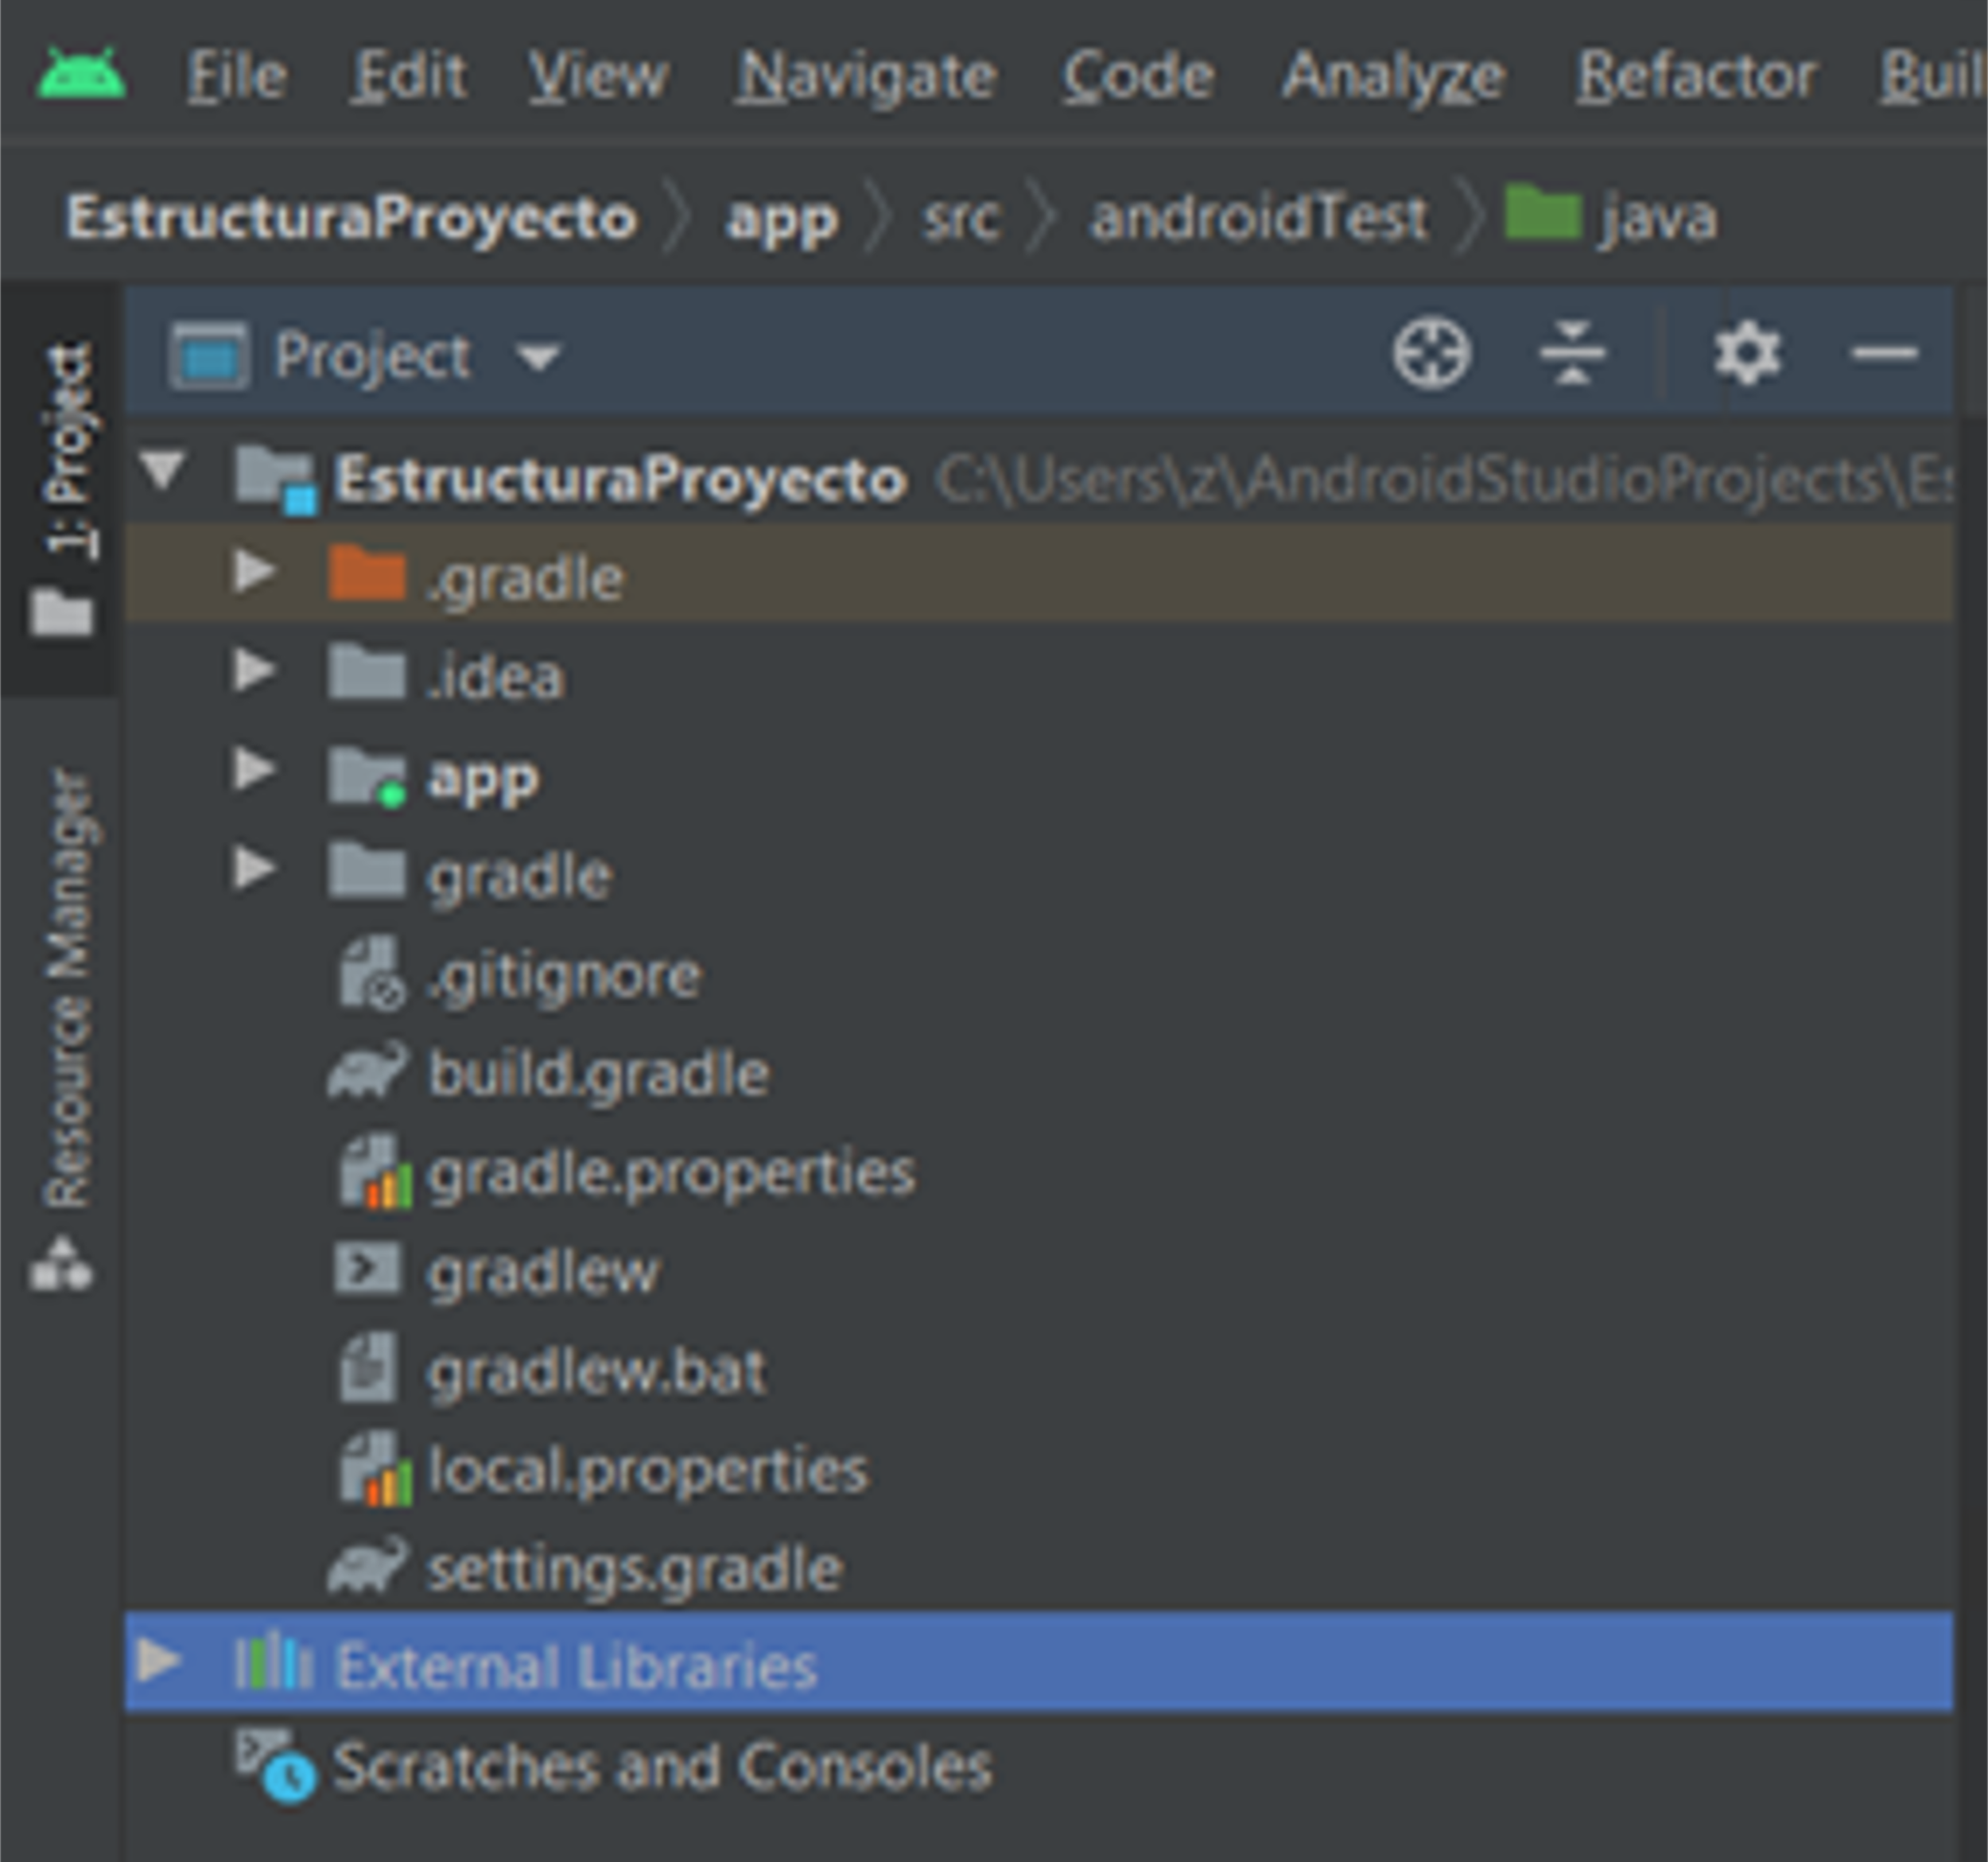 File Edit View Navigate Code Analyze Refactor Buil
EstructuraProyecto app src androidTest java
1: Project
Resource Manager
Project
EstructuraProyecto C:\Users\z\AndroidStudioProjects\Es
.gradle
.idea
app
gradle
.gitignore
build.gradle
gradle.properties
gradlew
gradlew.bat
local.properties
settings.gradle
External Libraries
Scratches and Consoles